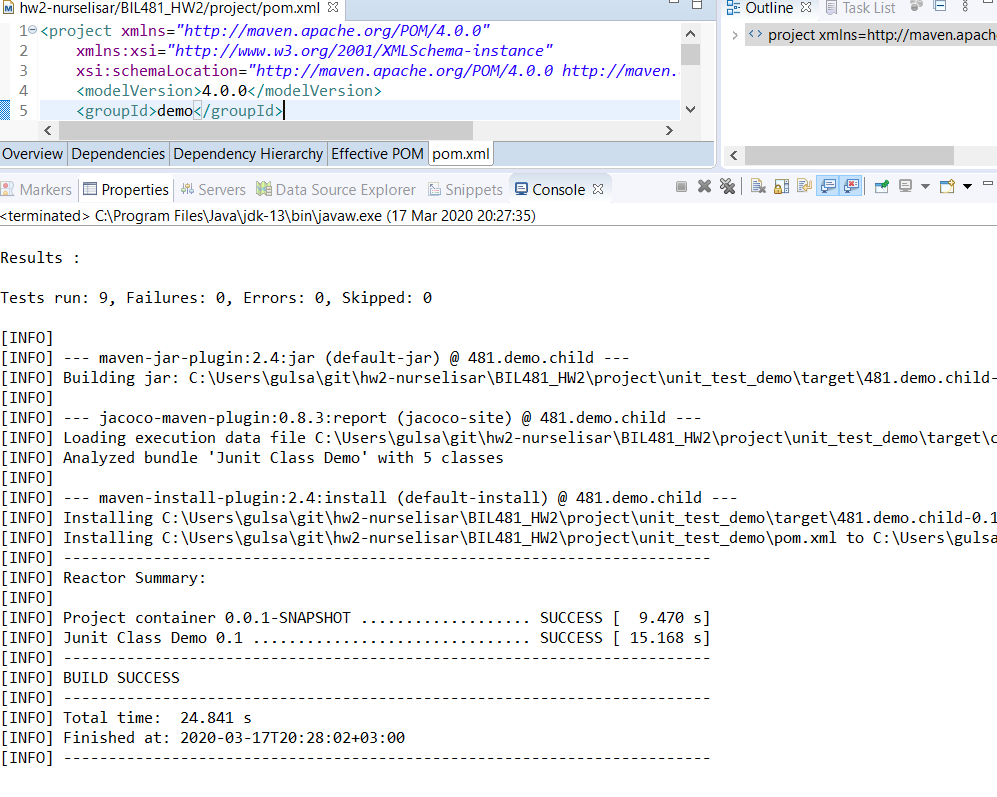 hw2-nurselisar/BIL481_HW2/project/pom.xml
Outline
Task List
1 <project xmlns="http://maven.apache.org/POM/4.0.0"
2 xmlns:xsi="http://www.w3.org/2001/XMLSchema-instance"
3 xsi:schemaLocation="http://maven.apache.org/POM/4.0.0 http://maven.
4 <modelVersion>4.0.0</modelVersion>
5 <groupId>demo</groupId>
project xmlns=http://maven.apach
Overview Dependencies Dependency Hierarchy Effective POM pom.xml
Markers Properties Servers Data Source Explorer Snippets Console
<terminated> C:\Program Files\Java\jdk-13\bin\javaw.exe (17 Mar 2020 20:27:35)
Results :
Tests run: 9, Failures: 0, Errors: 0, Skipped: 0
[INFO]
[INFO] --- maven-jar-plugin:2.4:jar (default-jar) @ 481.demo.child ---
[INFO] Building jar: C:\Users\gulsa\git\hw2-nurselisar\BIL481_HW2\project\unit_test_demo\target\481.demo.child-
[INFO]
[INFO] --- jacoco-maven-plugin:0.8.3:report (jacoco-site) @ 481.demo.child ---
[INFO] Loading execution data file C:\Users\gulsa\git\hw2-nurselisar\BIL481_HW2\project\unit_test_demo\target\c
[INFO] Analyzed bundle 'Junit Class Demo' with 5 classes
[INFO]
[INFO] --- maven-install-plugin:2.4:install (default-install) @ 481.demo.child ---
[INFO] Installing C:\Users\gulsa\git\hw2-nurselisar\BIL481_HW2\project\unit_test_demo\target\481.demo.child-0.1
[INFO] Installing C:\Users\gulsa\git\hw2-nurselisar\BIL481_HW2\project\unit_test_demo\pom.xml to C:\Users\gulsa
[INFO] ------------------------------------------------------------------------
[INFO] Reactor Summary:
[INFO]
[INFO] Project container 0.0.1-SNAPSHOT ................... SUCCESS [  9.470 s]
[INFO] Junit Class Demo 0.1 ............................... SUCCESS [ 15.168 s]
[INFO] ------------------------------------------------------------------------
[INFO] BUILD SUCCESS
[INFO] ------------------------------------------------------------------------
[INFO] Total time:  24.841 s
[INFO] Finished at: 2020-03-17T20:28:02+03:00
[INFO] ------------------------------------------------------------------------